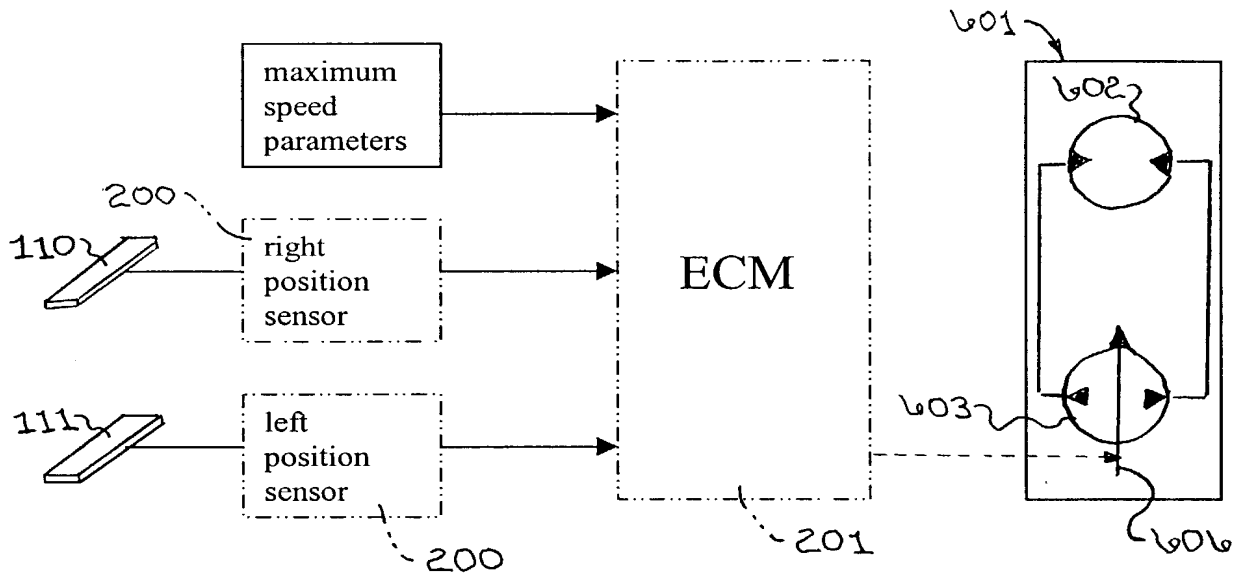 601
maximum
speed
parameters
602
200
110
right
position
sensor
ECM
111
left
position
sensor
603
200
201
606